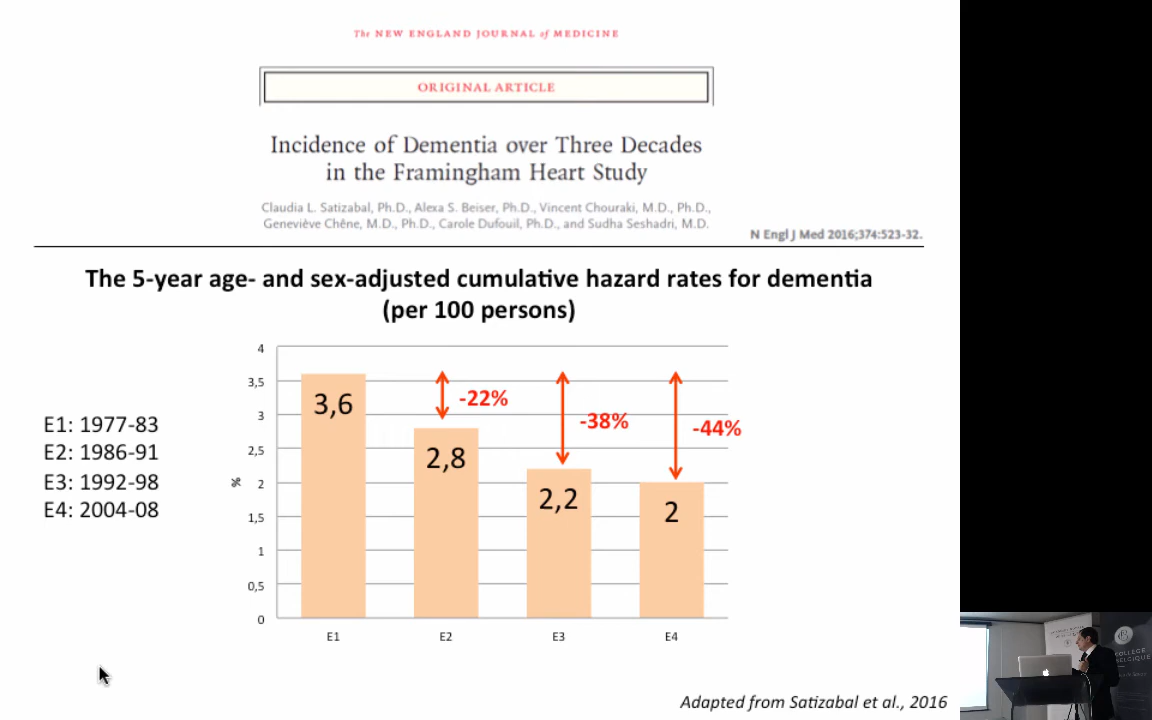 The NEW ENGLAND JOURNAL of MEDICINE
ORIGINAL ARTICLE
Incidence of Dementia over Three Decades
in the Framingham Heart Study
Claudia L. Satizabal, Ph.D., Alexa S. Beiser, Ph.D., Vincent Chouraki, M.D., Ph.D.,
Geneviève Chêne, M.D., Ph.D., Carole Dufouil, Ph.D., and Sudha Seshadri, M.D.
N Engl J Med 2016;374:523-32.
The 5-year age- and sex-adjusted cumulative hazard rates for dementia
(per 100 persons)
E1: 1977-83
E2: 1986-91
E3: 1992-98
E4: 2004-08
%
4
3,5
3
2,5
2
1,5
1
0,5
0
3,6
2,8
2,2
2
-22%
-38%
-44%
E1
E2
E3
E4
Adapted from Satizabal et al., 2016
COLLEGE
BELGIQUE